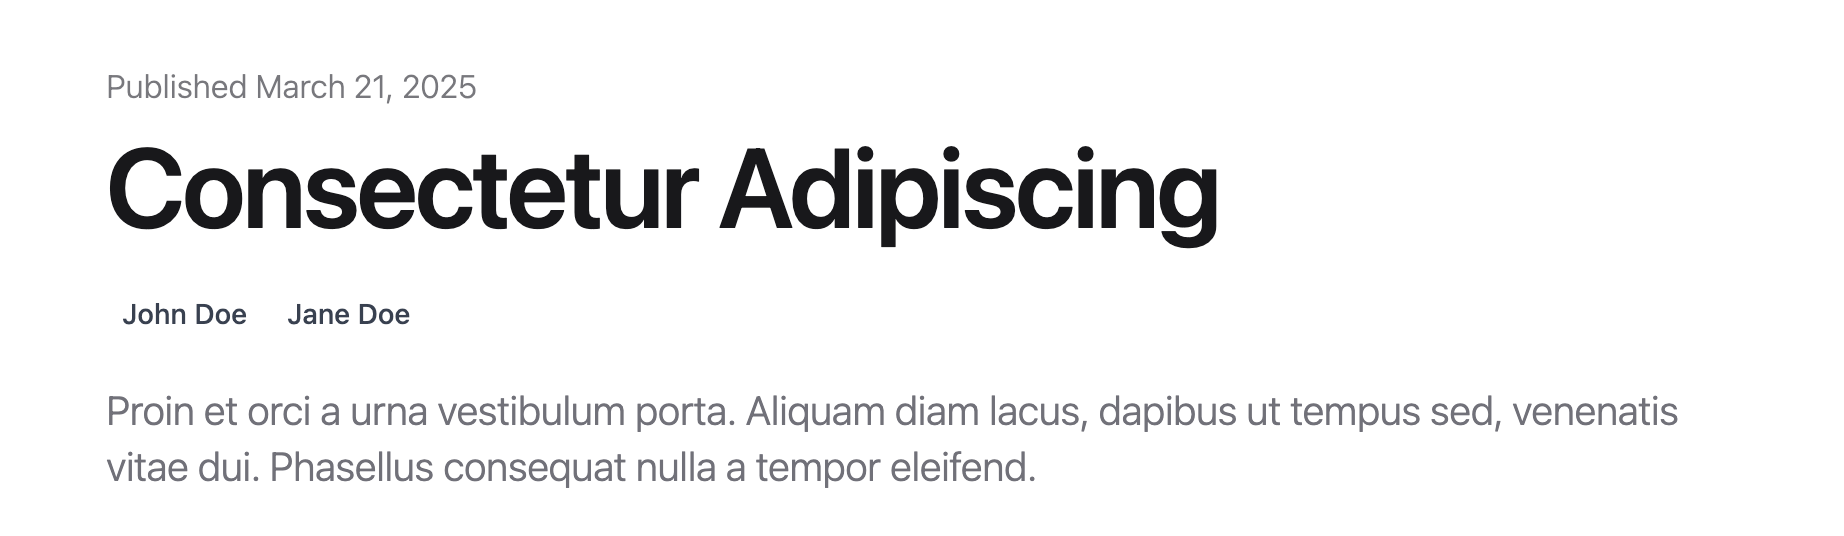 Published March 21, 2025
Consectetur Adipiscing
John Doe Jane Doe
Proin et orci a urna vestibulum porta. Aliquam diam lacus, dapibus ut tempus sed, venenatis
vitae dui. Phasellus consequat nulla a tempor eleifend.